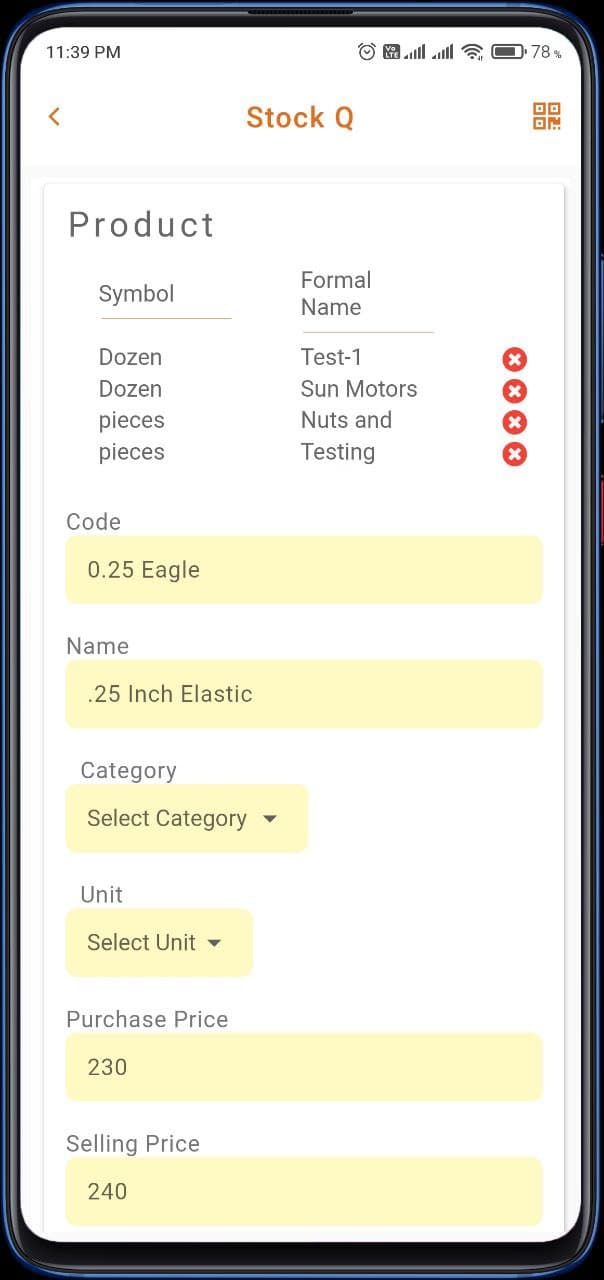 11:39 PM Vo LTE 78 %
Stock Q
Product
Symbol
Formal
Name
Dozen Test-1
Dozen Sun Motors
pieces Nuts and
pieces Testing
Code
0.25 Eagle
Name
.25 Inch Elastic
Category
Select Category
Unit
Select Unit
Purchase Price
230
Selling Price
240